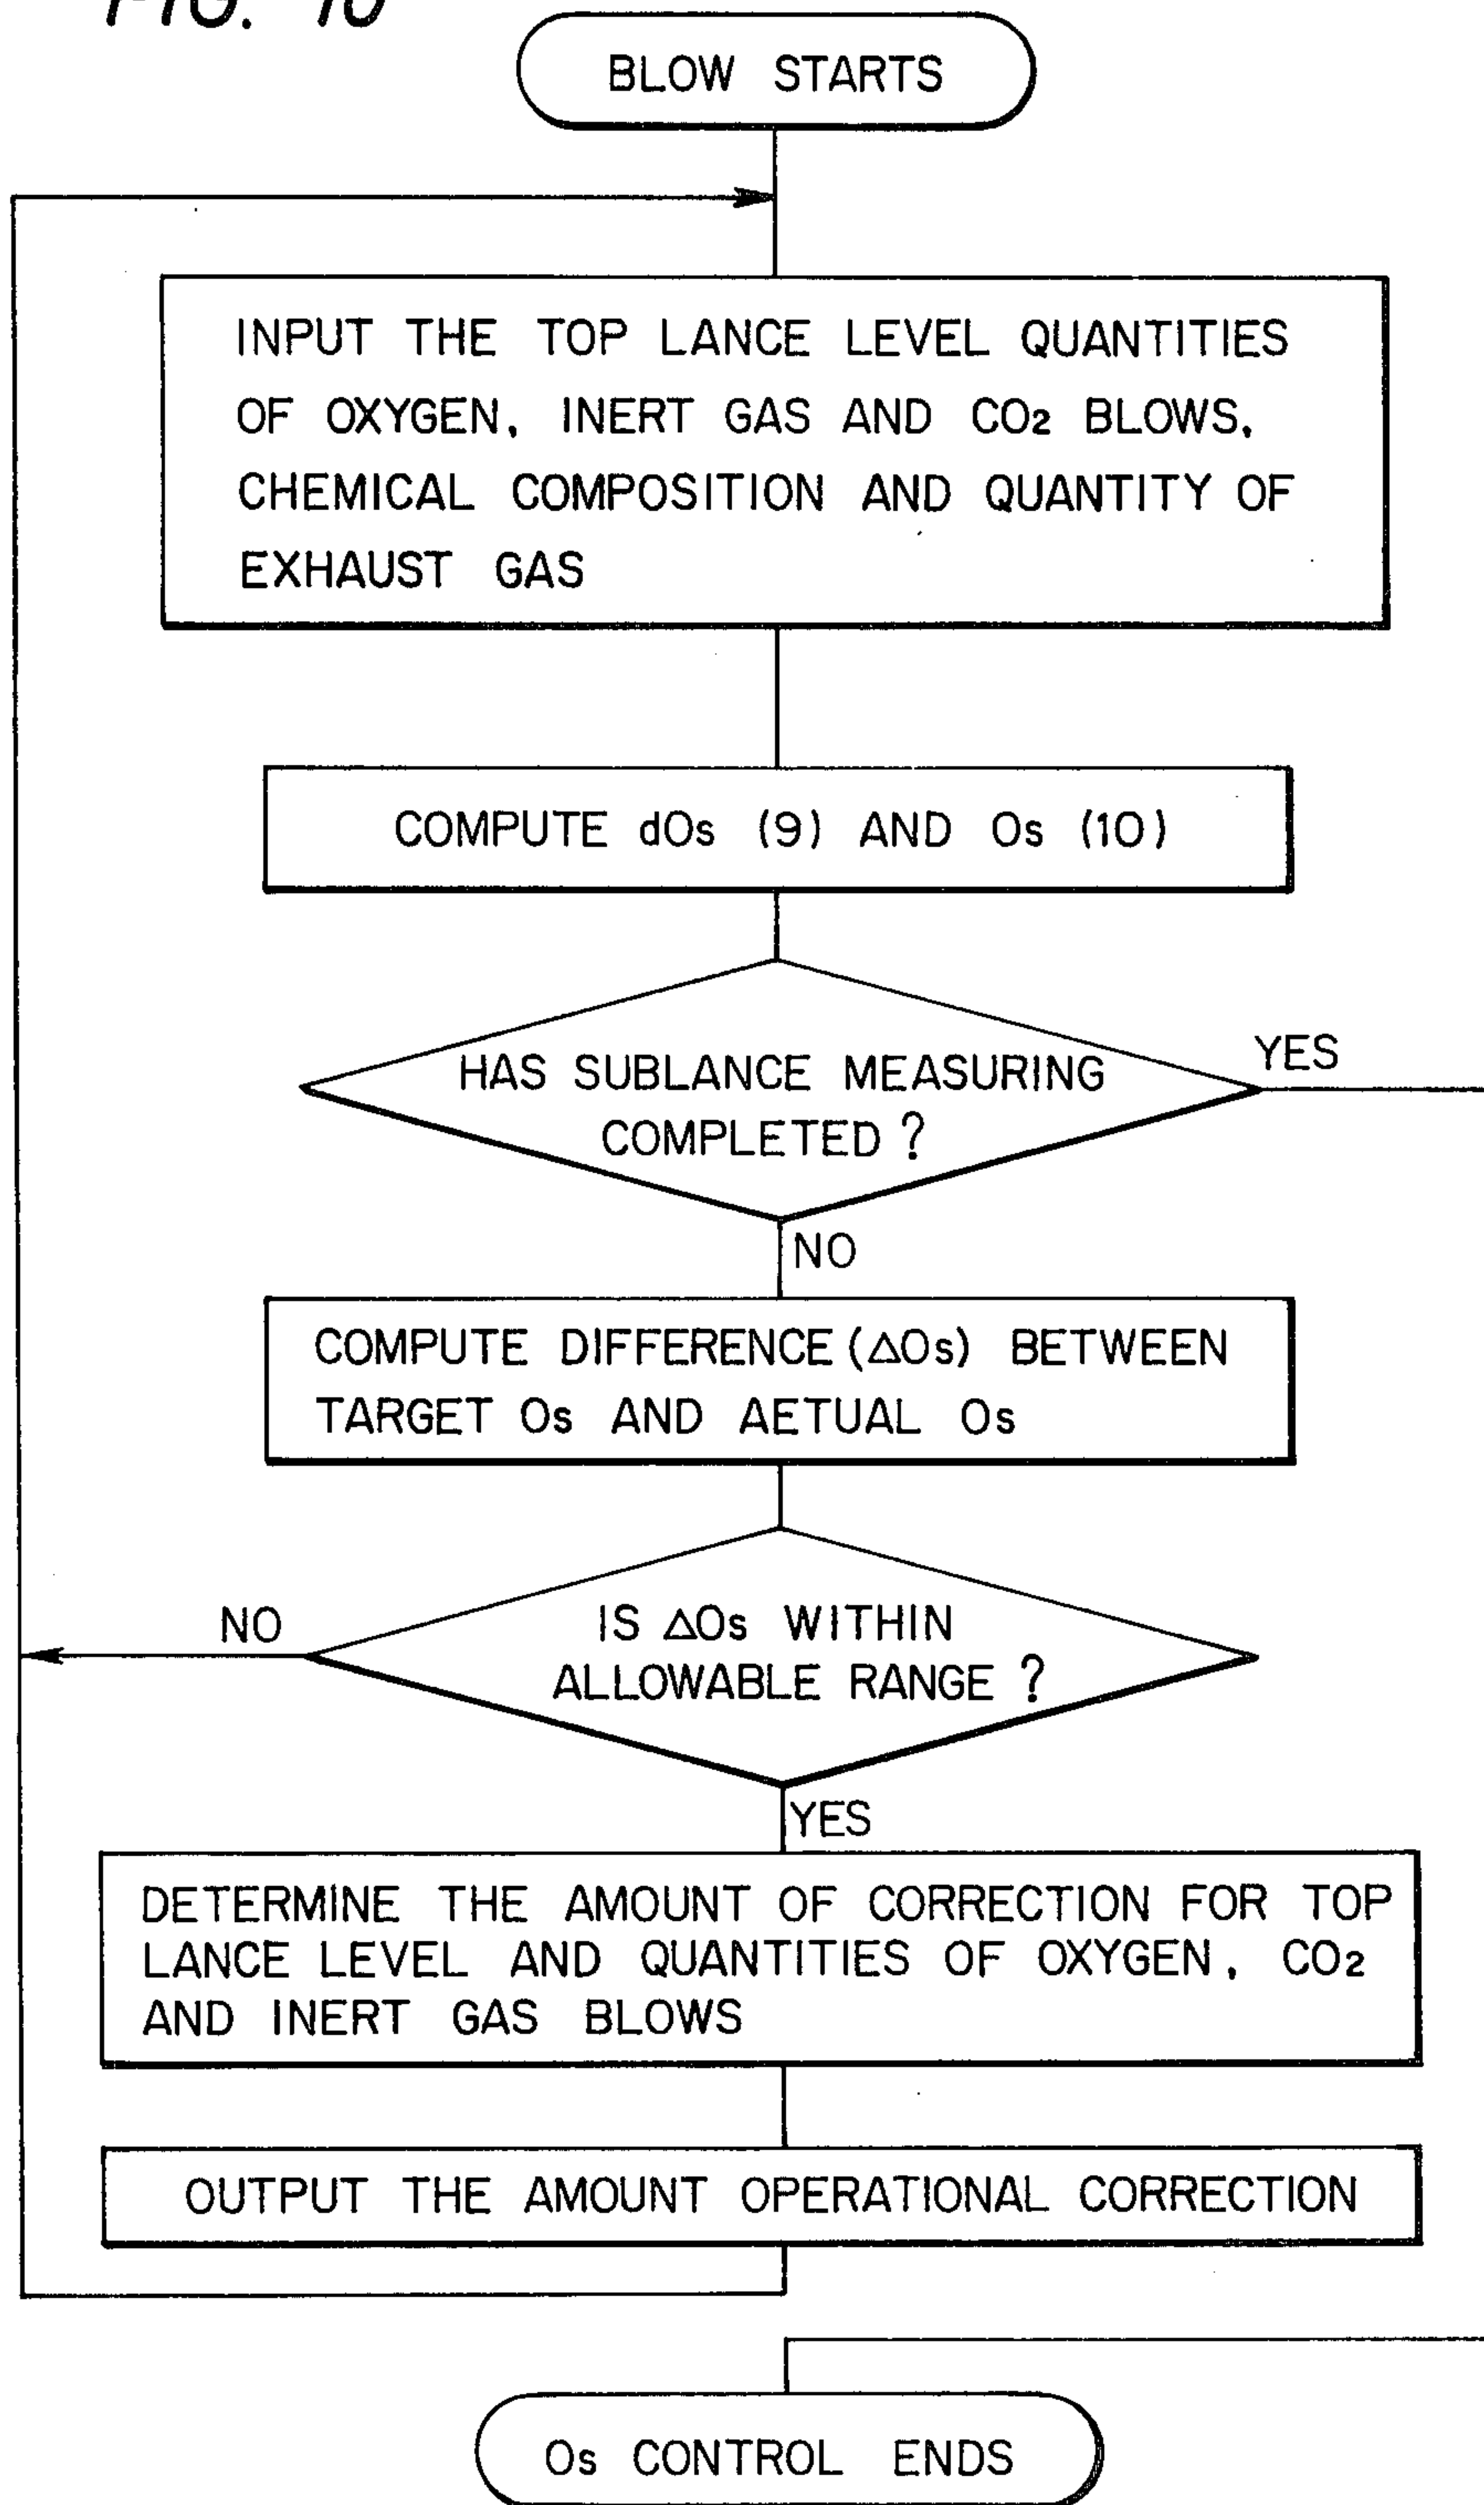 FIG. 10
BLOW STARTS
INPUT THE TOP LANCE LEVEL QUANTITIES
OF OXYGEN, INERT GAS AND CO2 BLOWS,
CHEMICAL COMPOSITION AND QUANTITY OF
EXHAUST GAS
COMPUTE dOs (9) AND Os (10)
HAS SUBLANCE MEASURING
COMPLETED ?
YES
NO
COMPUTE DIFFERENCE (ΔOs) BETWEEN
TARGET Os AND AETUAL Os
IS ΔOs WITHIN
ALLOWABLE RANGE ?
NO
YES
DETERMINE THE AMOUNT OF CORRECTION FOR TOP
LANCE LEVEL AND QUANTITIES OF OXYGEN, CO2
AND INERT GAS BLOWS
OUTPUT THE AMOUNT OPERATIONAL CORRECTION
Os CONTROL ENDS